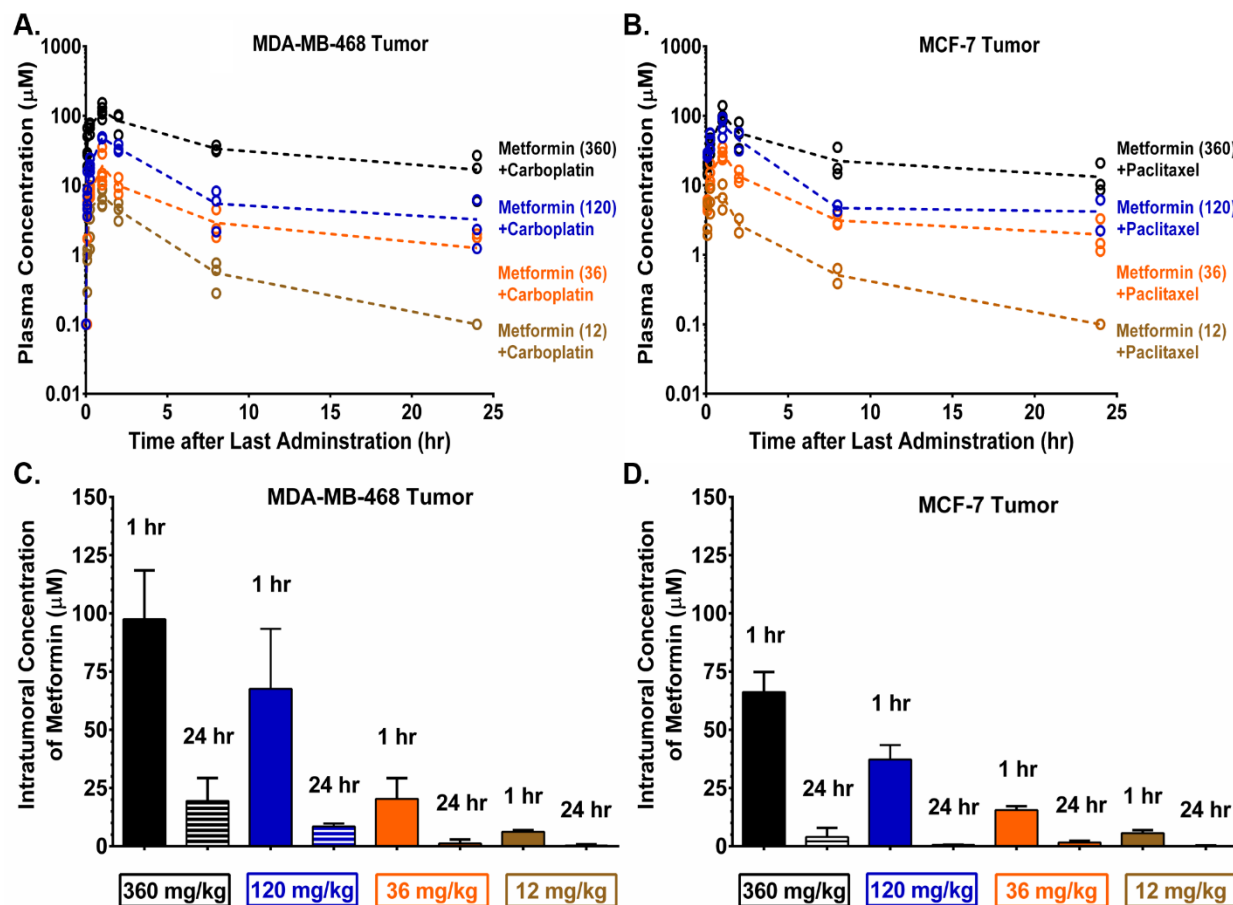 A.
MDA-MB-468 Tumor
Plasma Concentration (μM)
1000
100
10
1
0.1
0.01
0
5
10
15
20
25
Time after Last Adminstration (hr)
Metformin (360)
+Carboplatin
Metformin (120)
+Carboplatin
Metformin (36)
+Carboplatin
Metformin (12)
+Carboplatin
B.
MCF-7 Tumor
Plasma Concentration (μM)
1000
100
10
1
0.1
0.01
0
5
10
15
20
25
Time after Last Adminstration (hr)
Metformin (360)
+Paclitaxel
Metformin (120)
+Paclitaxel
Metformin (36)
+Paclitaxel
Metformin (12)
+Paclitaxel
C.
MDA-MB-468 Tumor
Intratumoral Concentration
of Metformin (μM)
150
125
100
75
50
25
0
1 hr
24 hr
1 hr
24 hr
1 hr
24 hr
1 hr
24 hr
360 mg/kg
120 mg/kg
36 mg/kg
12 mg/kg
D.
MCF-7 Tumor
Intratumoral Concentration
of Metformin (μM)
150
125
100
75
50
25
0
1 hr
24 hr
1 hr
24 hr
1 hr
24 hr
1 hr
24 hr
360 mg/kg
120 mg/kg
36 mg/kg
12 mg/kg